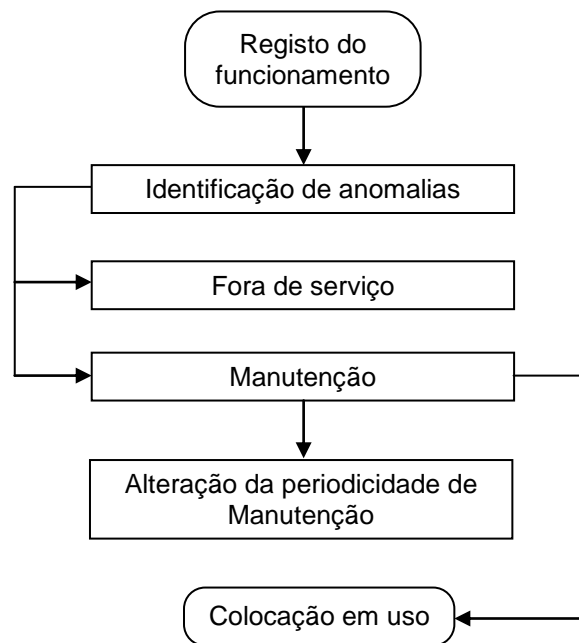 Registo do
funcionamento
Identificação de anomalias
Fora de serviço
Manutenção
Alteração da periodicidade de
Manutenção
Colocação em uso